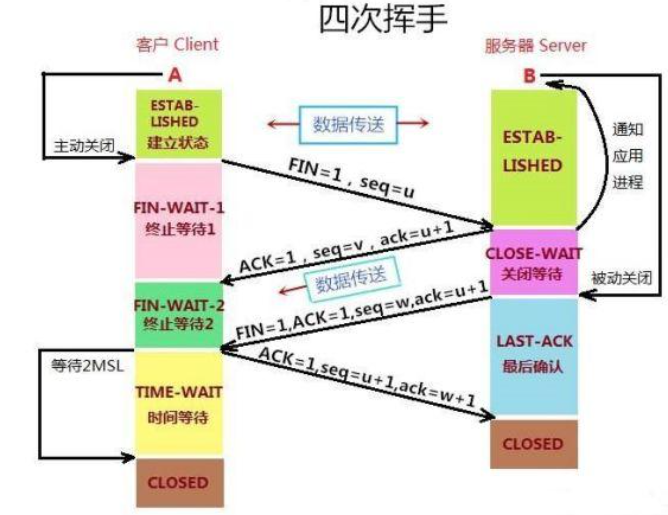 四次挥手
客户 Client
服务器 Server
A
B
ESTAB-
LISHED
建立状态
数据传送
ESTAB-
LISHED
通知
应用
进程
主动关闭
FIN=1，seq=u
FIN-WAIT-1
终止等待1
ACK=1，seq=v，ack=u+1
CLOSE-WAIT
关闭等待
数据传送
被动关闭
FIN-WAIT-2
终止等待2
FIN=1,ACK=1,seq=w,ack=u+1
LAST-ACK
最后确认
等待2MSL
ACK=1,seq=u+1,ack=w+1
TIME-WAIT
时间等待
CLOSED
CLOSED